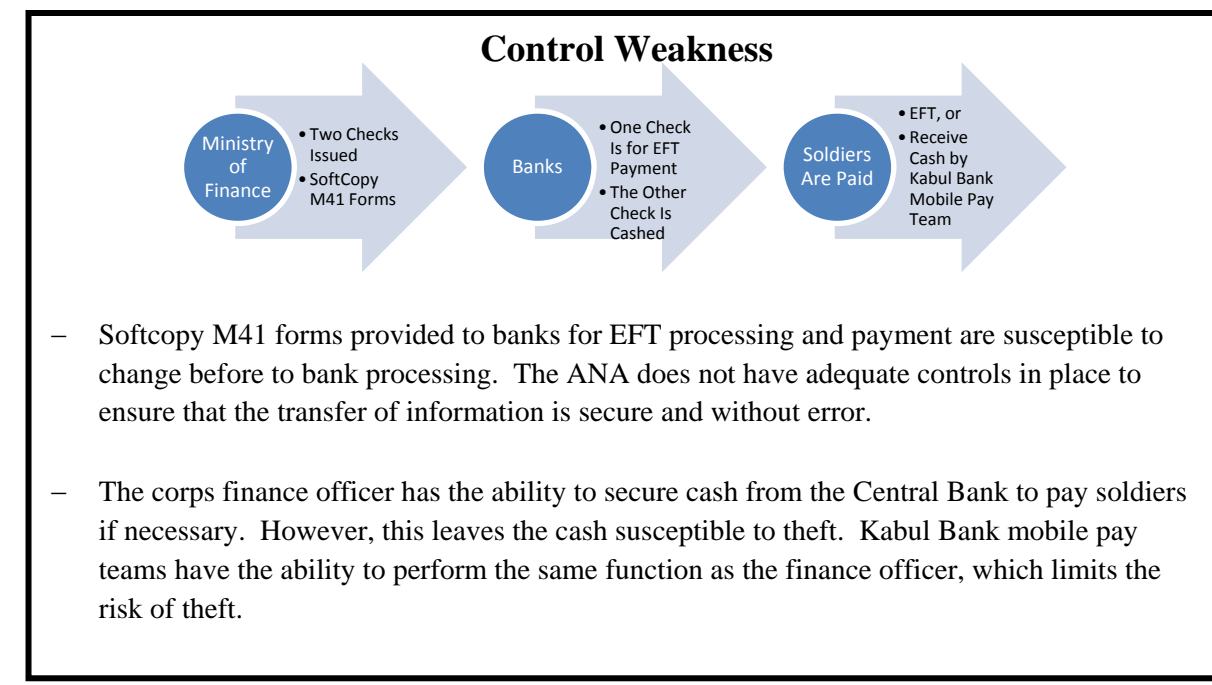 Control Weakness
Ministry
of
Finance
• Two Checks
Issued
• SoftCopy
M41 Forms
Banks
• One Check
Is for EFT
Payment
• The Other
Check Is
Cashed
Soldiers
Are Paid
• EFT, or
• Receive
Cash by
Kabul Bank
Mobile Pay
Team
– Softcopy M41 forms provided to banks for EFT processing and payment are susceptible to
change before to bank processing. The ANA does not have adequate controls in place to
ensure that the transfer of information is secure and without error.
– The corps finance officer has the ability to secure cash from the Central Bank to pay soldiers
if necessary. However, this leaves the cash susceptible to theft. Kabul Bank mobile pay
teams have the ability to perform the same function as the finance officer, which limits the
risk of theft.